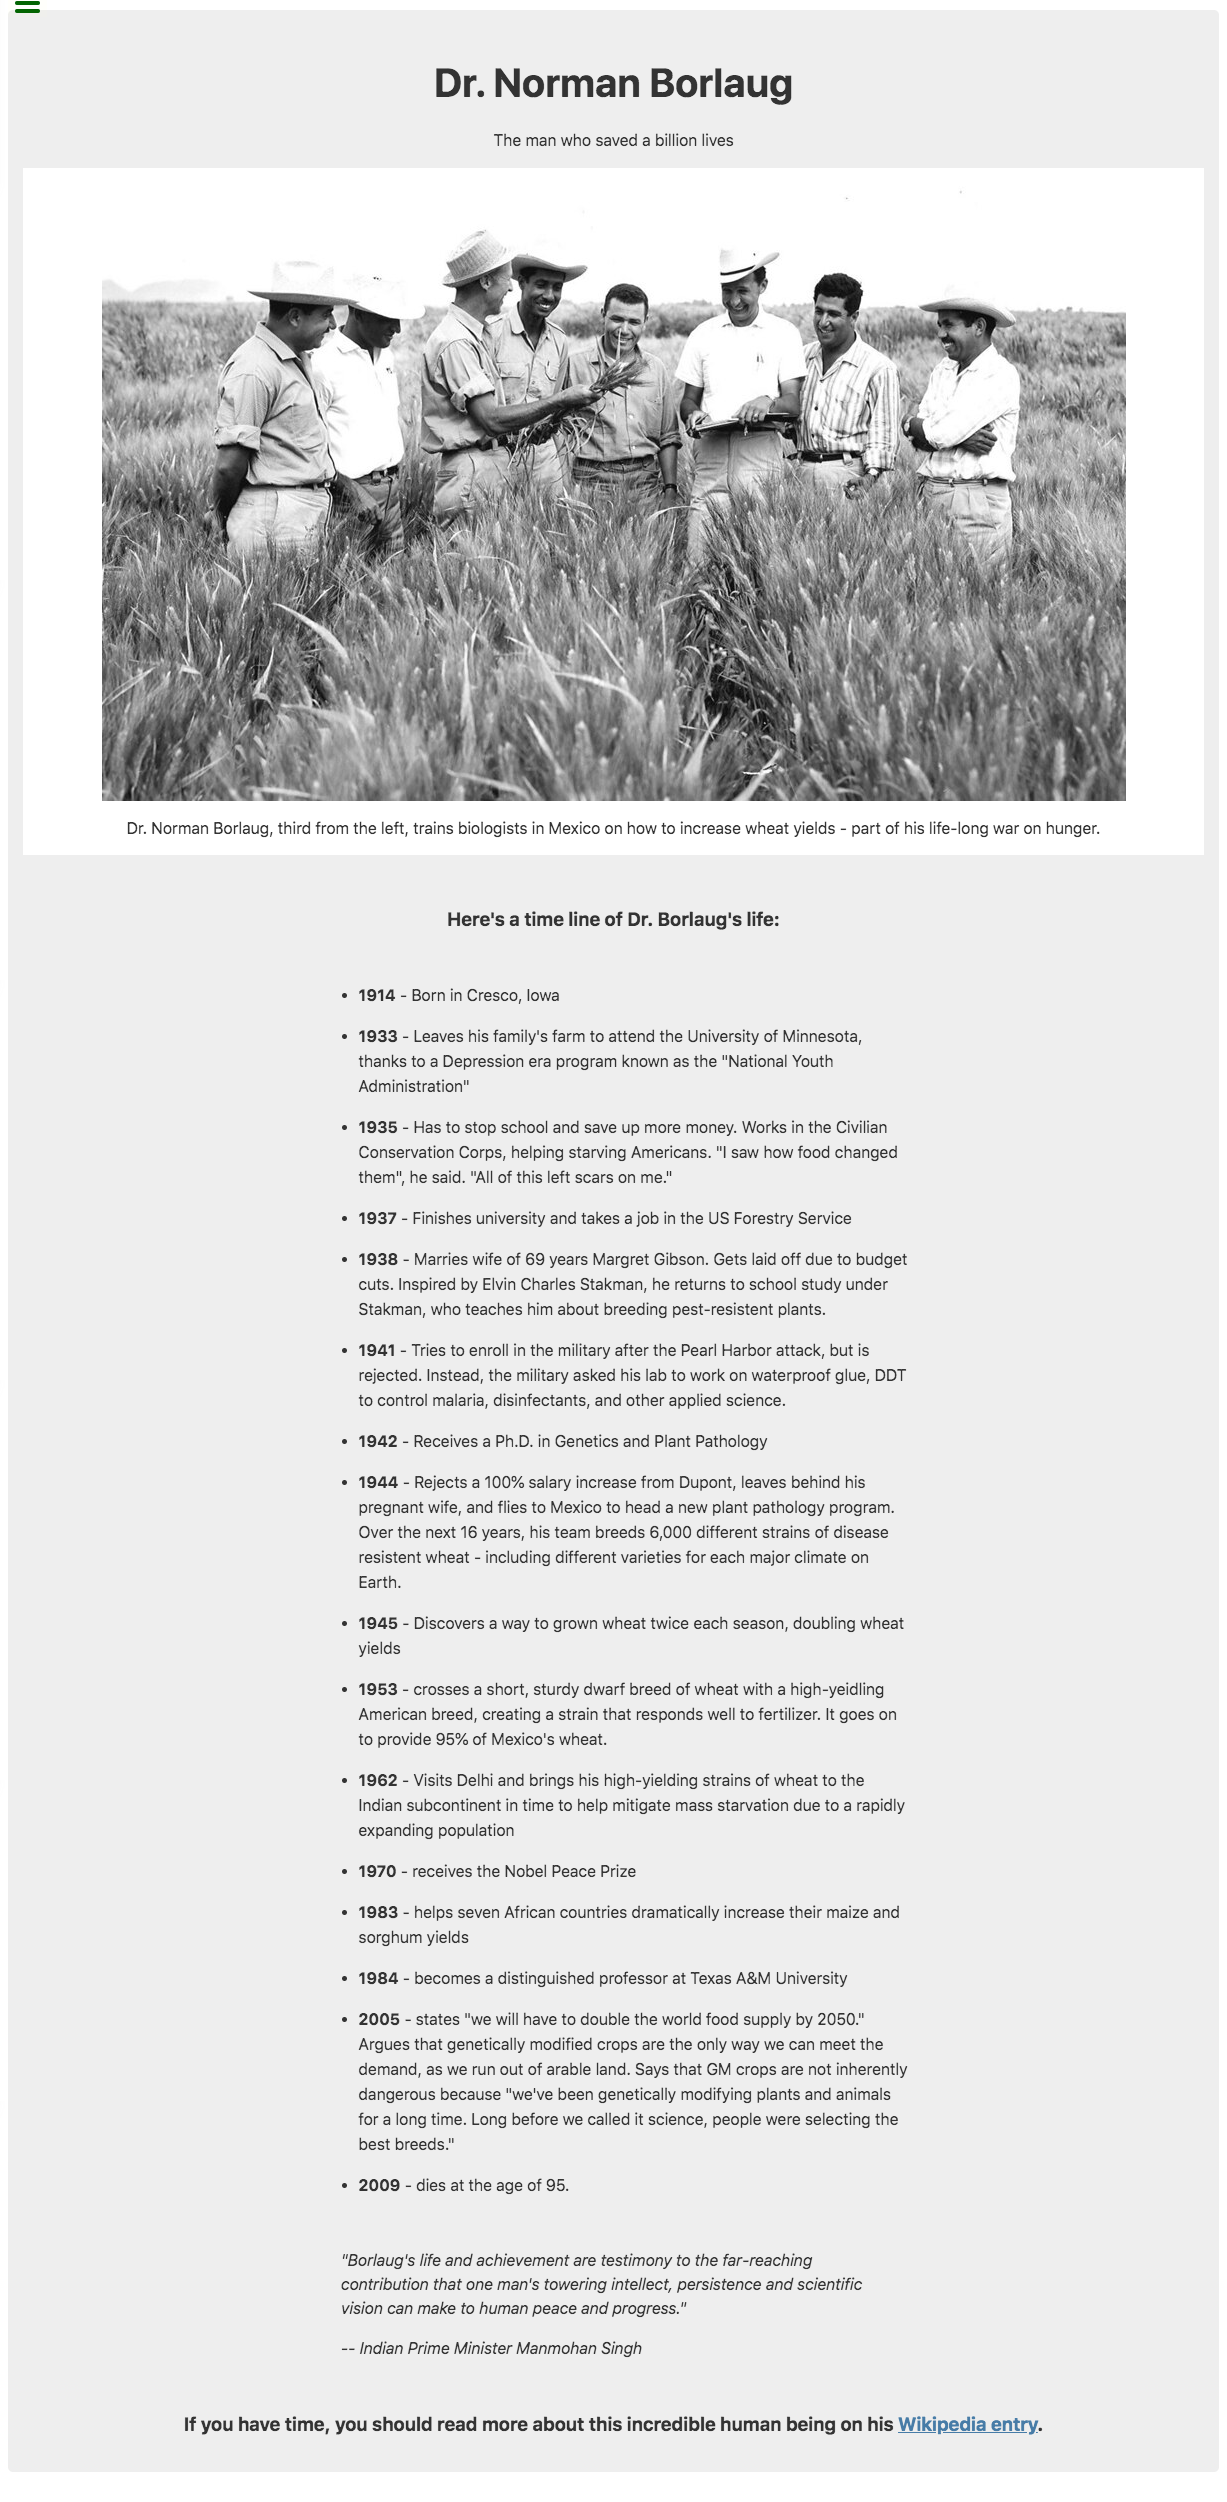 Dr. Norman Borlaug
The man who saved a billion lives
Dr. Norman Borlaug, third from the left, trains biologists in Mexico on how to increase wheat yields - part of his life-long war on hunger.
Here's a time line of Dr. Borlaug's life:
• 1914 - Born in Cresco, Iowa
• 1933 - Leaves his family's farm to attend the University of Minnesota,
thanks to a Depression era program known as the "National Youth
Administration"
• 1935 - Has to stop school and save up more money. Works in the Civilian
Conservation Corps, helping starving Americans. "I saw how food changed
them", he said. "All of this left scars on me."
• 1937 - Finishes university and takes a job in the US Forestry Service
• 1938 - Marries wife of 69 years Margret Gibson. Gets laid off due to budget
cuts. Inspired by Elvin Charles Stakman, he returns to school study under
Stakman, who teaches him about breeding pest-resistent plants.
• 1941 - Tries to enroll in the military after the Pearl Harbor attack, but is
rejected. Instead, the military asked his lab to work on waterproof glue, DDT
to control malaria, disinfectants, and other applied science.
• 1942 - Receives a Ph.D. in Genetics and Plant Pathology
• 1944 - Rejects a 100% salary increase from Dupont, leaves behind his
pregnant wife, and flies to Mexico to head a new plant pathology program.
Over the next 16 years, his team breeds 6,000 different strains of disease
resistent wheat - including different varieties for each major climate on
Earth.
• 1945 - Discovers a way to grown wheat twice each season, doubling wheat
yields
• 1953 - crosses a short, sturdy dwarf breed of wheat with a high-yeidling
American breed, creating a strain that responds well to fertilizer. It goes on
to provide 95% of Mexico's wheat.
• 1962 - Visits Delhi and brings his high-yielding strains of wheat to the
Indian subcontinent in time to help mitigate mass starvation due to a rapidly
expanding population
• 1970 - receives the Nobel Peace Prize
• 1983 - helps seven African countries dramatically increase their maize and
sorghum yields
• 1984 - becomes a distinguished professor at Texas A&M University
• 2005 - states "we will have to double the world food supply by 2050."
Argues that genetically modified crops are the only way we can meet the
demand, as we run out of arable land. Says that GM crops are not inherently
dangerous because "we've been genetically modifying plants and animals
for a long time. Long before we called it science, people were selecting the
best breeds."
• 2009 - dies at the age of 95.
"Borlaug's life and achievement are testimony to the far-reaching
contribution that one man's towering intellect, persistence and scientific
vision can make to human peace and progress."
-- Indian Prime Minister Manmohan Singh
If you have time, you should read more about this incredible human being on his Wikipedia entry.